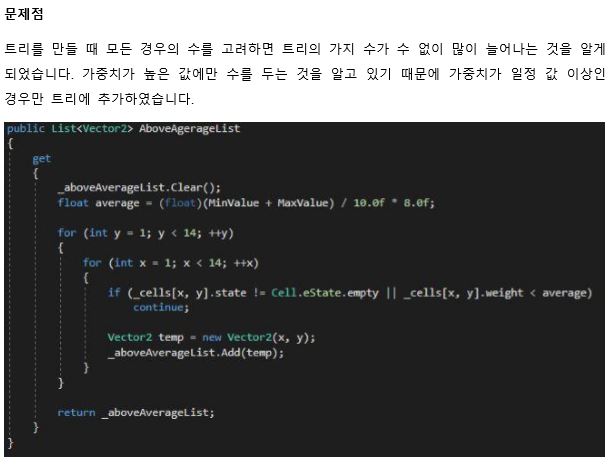 문제점
트리를 만들 때 모든 경우의 수를 고려하면 트리의 가지 수가 수 없이 많이 늘어나는 것을 알게
되었습니다. 가중치가 높은 값에만 수를 두는 것을 알고 있기 때문에 가중치가 일정 값 이상인
경우만 트리에 추가하였습니다.
public List<Vector2> AboveAgerageList
{
get
{
_aboveAverageList.Clear();
float average = (float)(MinValue + MaxValue) / 10.0f * 8.0f;
for (int y = 1; y < 14; ++y)
{
for (int x = 1; x < 14; ++x)
{
if (_cells[x, y].state != Cell.eState.empty || _cells[x, y].weight < average)
continue;
Vector2 temp = new Vector2(x, y);
_aboveAverageList.Add(temp);
}
}
return _aboveAverageList;
}
}